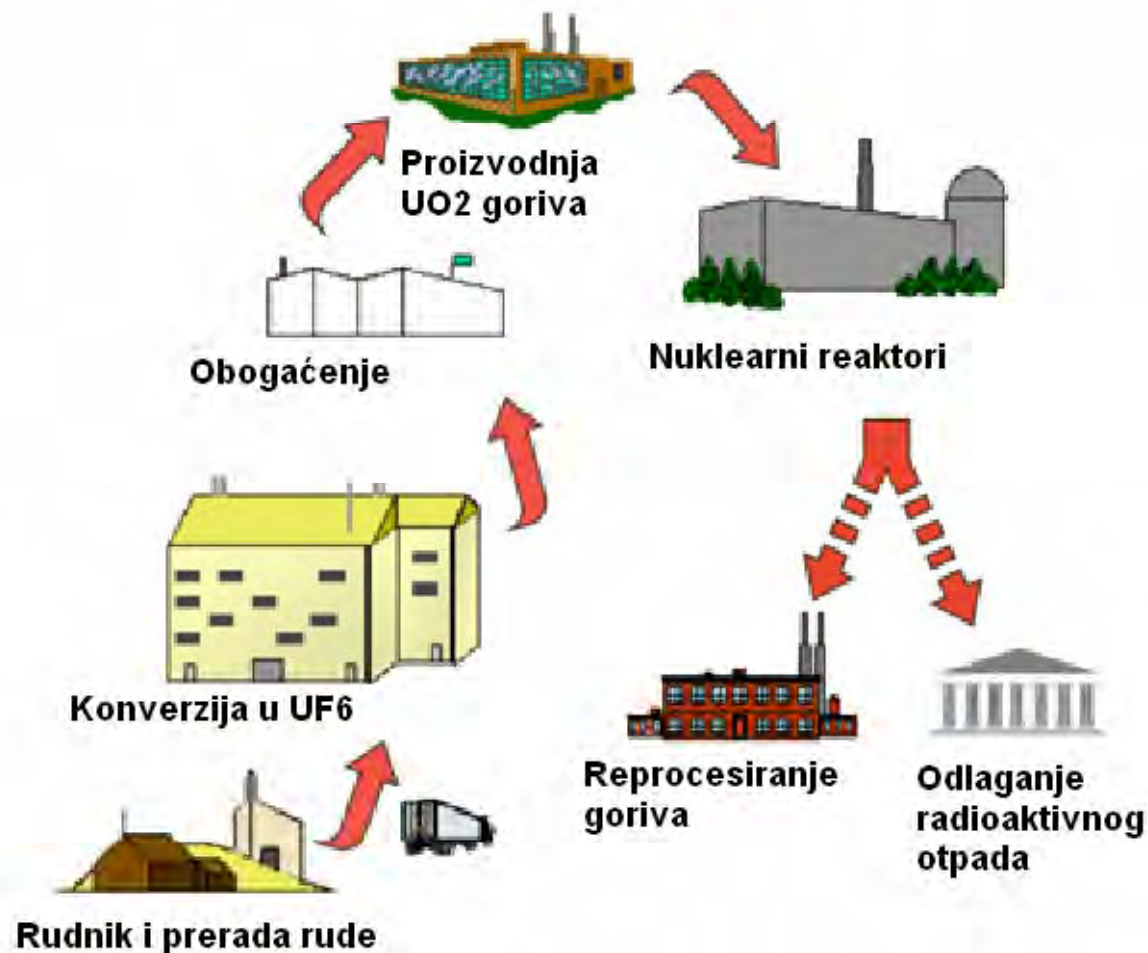 Proizvodnja
UO2 goriva
Obogaćenje
Nuklearni reaktori
Konverzija u UF6
Reprocesiranje
goriva
Odlaganje
radioaktivnog
otpada
Rudnik i prerada rude